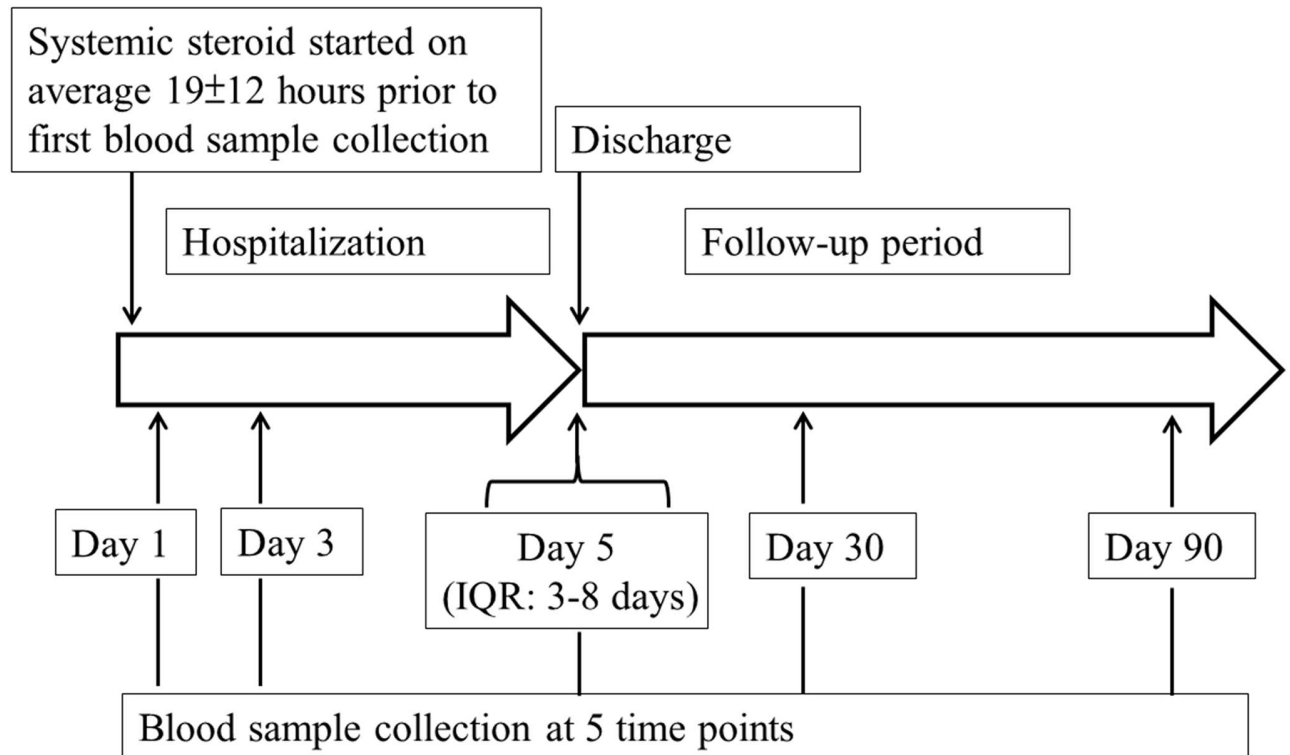 Systemic steroid started on
average 19±12 hours prior to
first blood sample collection
Discharge
Hospitalization
Follow-up period
Day 1
Day 3
Day 5
(IQR: 3-8 days)
Day 30
Day 90
Blood sample collection at 5 time points